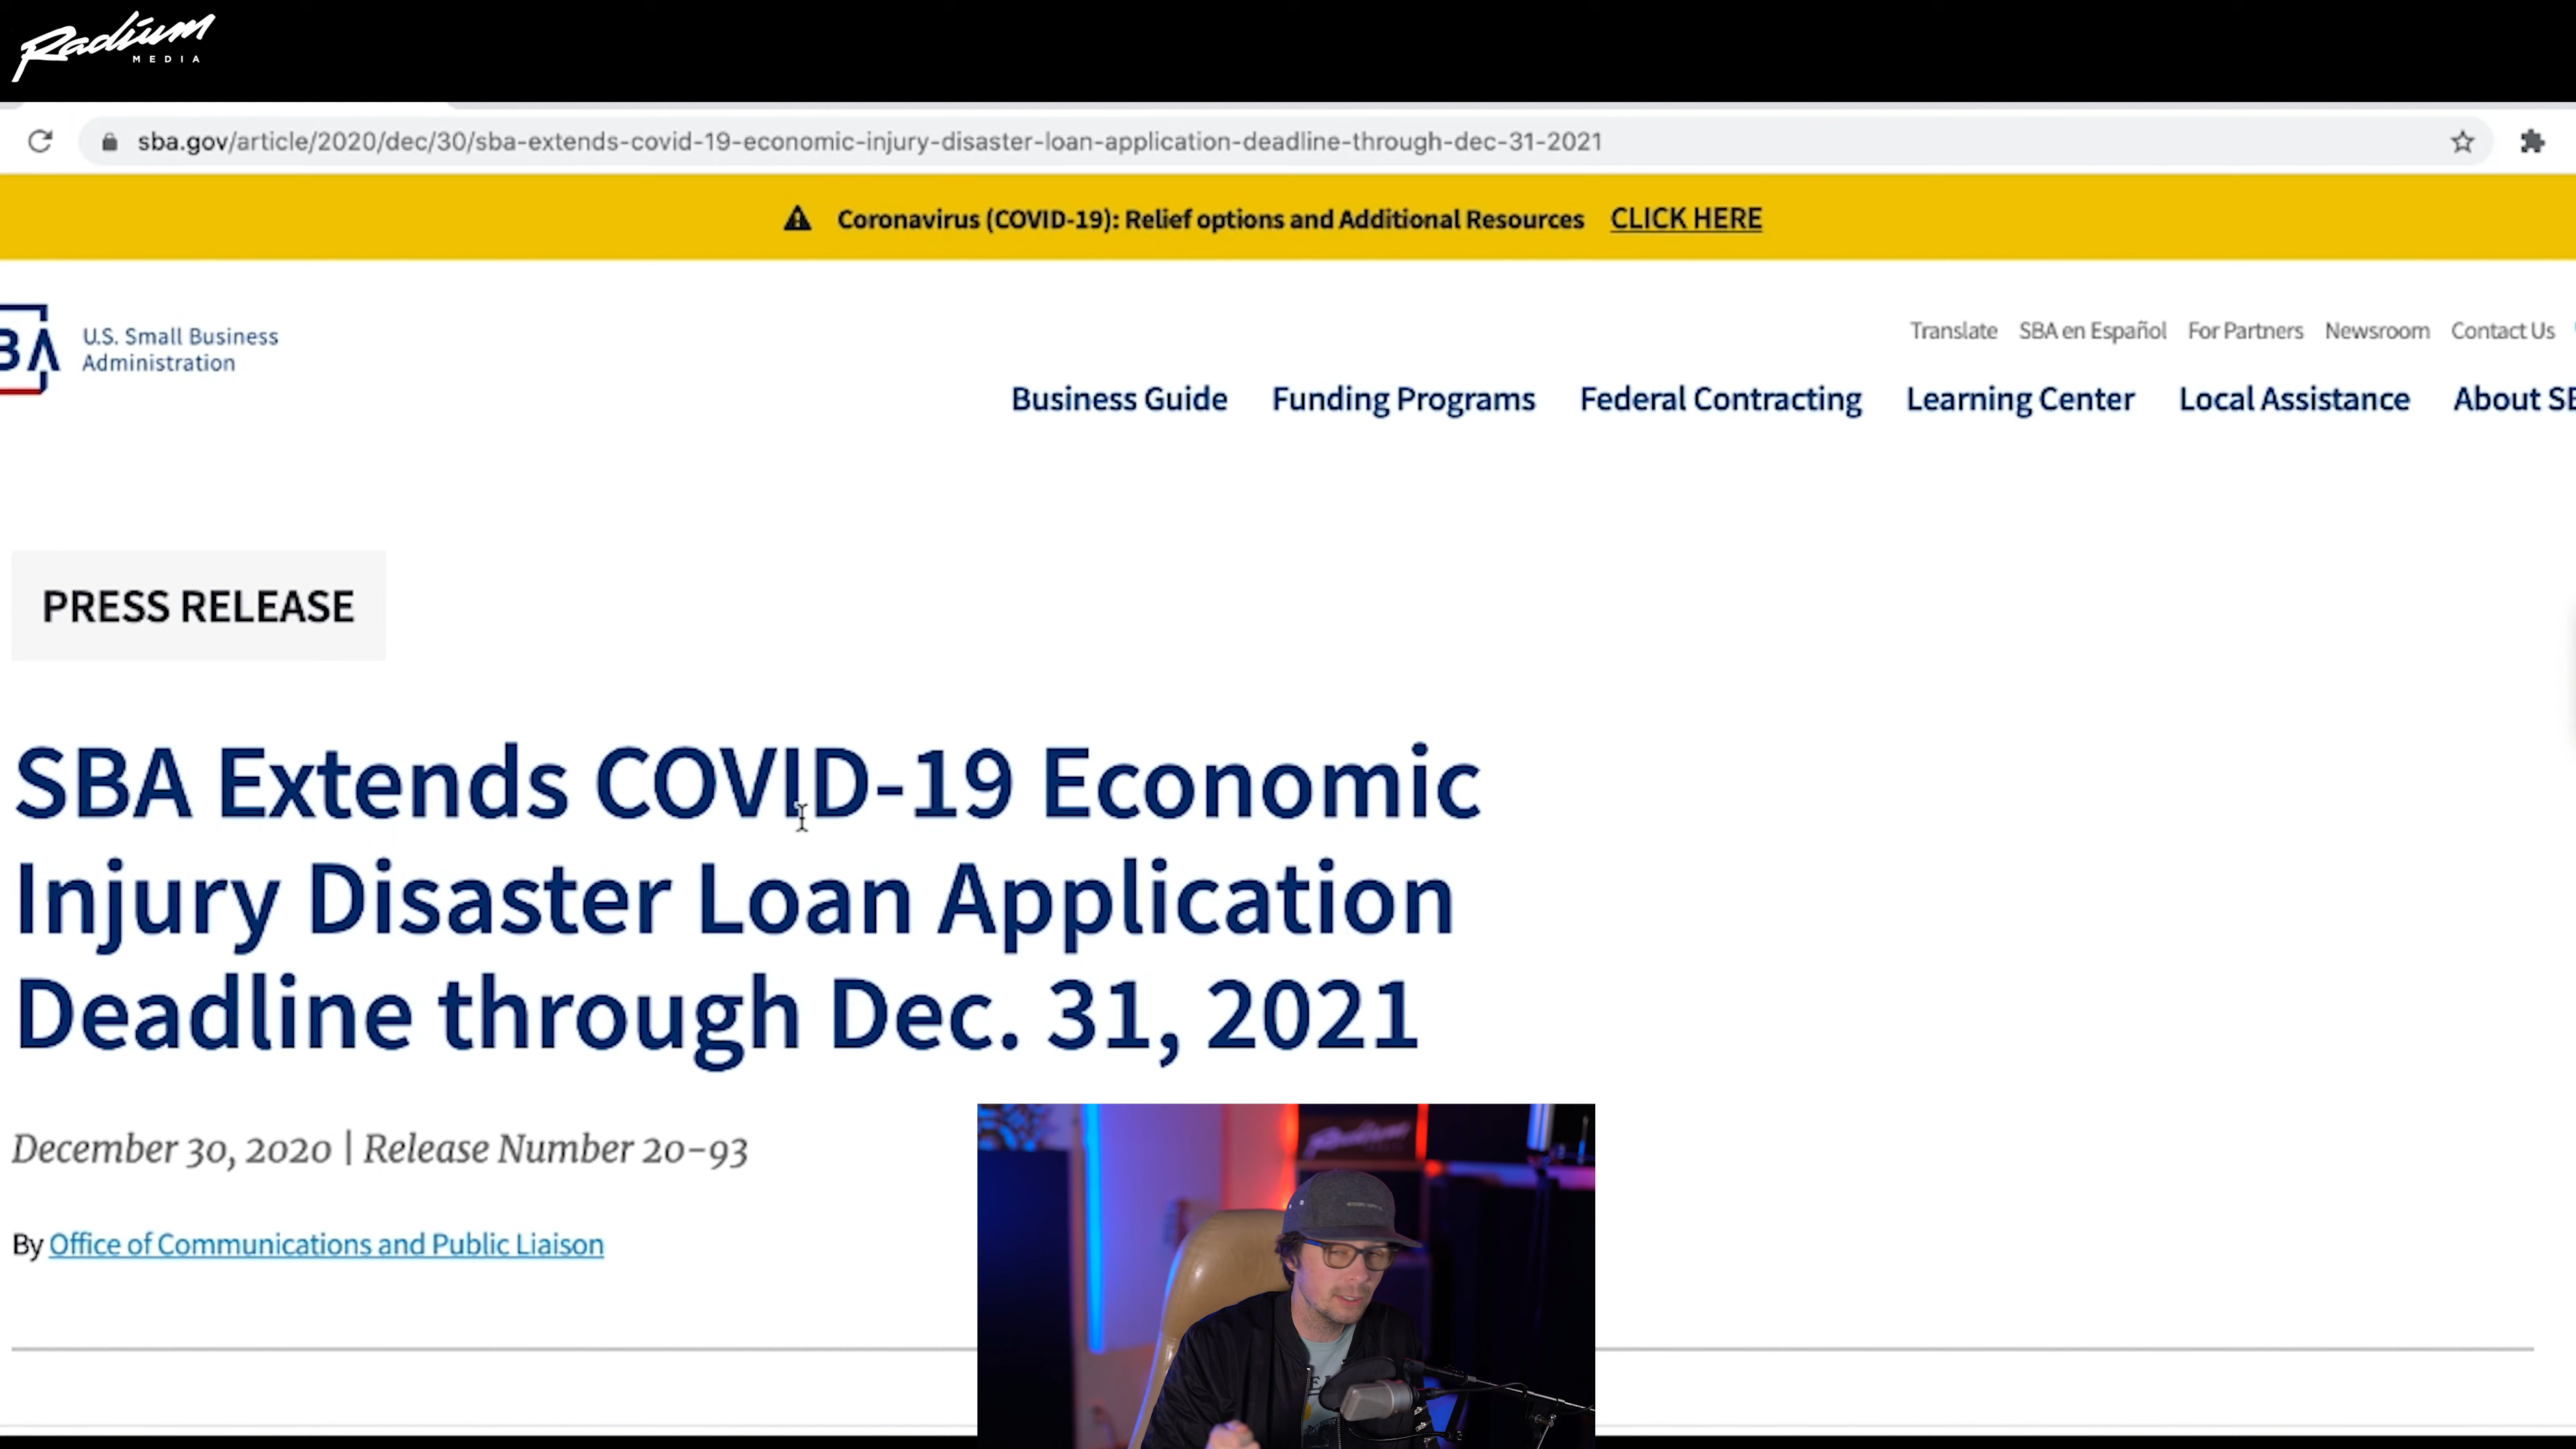 Radium
MEDIA
sba.gov/article/2020/dec/30/sba-extends-covid-19-economic-injury-disaster-loan-application-deadline-through-dec-31-2021
Coronavirus (COVID-19): Relief options and Additional Resources CLICK HERE
BA
U.S. Small Business
Administration
Translate SBA en Español For Partners Newsroom Contact Us
Business Guide Funding Programs Federal Contracting Learning Center Local Assistance About SB
PRESS RELEASE
SBA Extends COVID-19 Economic
Injury Disaster Loan Application
Deadline through Dec. 31, 2021
December 30, 2020 | Release Number 20-93
By Office of Communications and Public Liaison
Radium